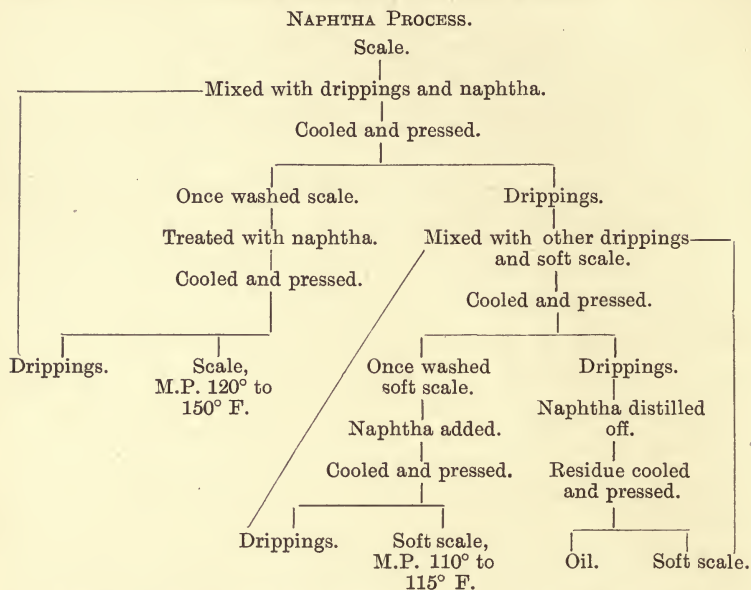 NAPHTHA PROCESS.
Scale.
Mixed with drippings and naphtha.
Cooled and pressed.
Once washed scale.
Treated with naphtha.
Cooled and pressed.
Drippings.
Scale,
M.P. 120° to
150° F.
Drippings.
Mixed with other drippings
and soft scale.
Cooled and pressed.
Once washed
soft scale.
Naphtha added.
Cooled and pressed.
Drippings.
Soft scale,
M.P. 110° to
115° F.
Drippings.
Naphtha distilled
off.
Residue cooled
and pressed.
Oil.
Soft scale.